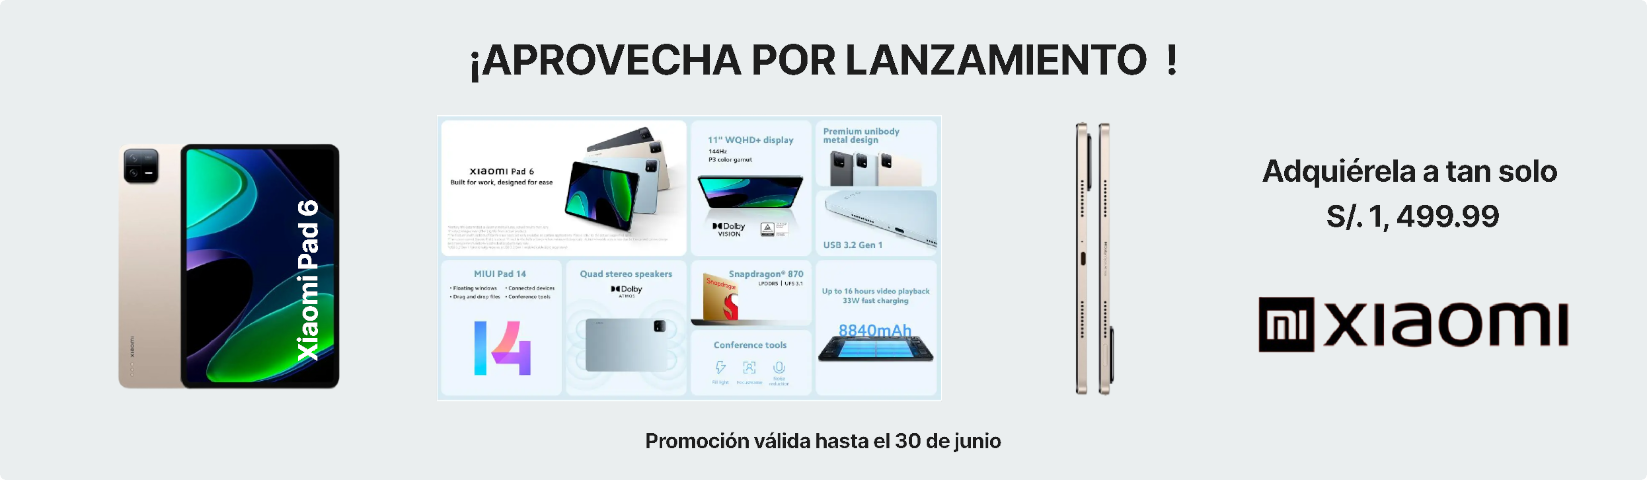 ¡APROVECHA POR LANZAMIENTO !
Xiaomi Pad 6
xiaomi
xiaomi Pad 6
Built for work, designed for ease
11" WQHD+ display
144Hz
P3 color gamut
Dolby
VISION
Premium unibody
metal design
USB 3.2 Gen 1
MIUI Pad 14
• Floating windows • Connected devices
• Drag and drop files • Conference tools
14
Quad stereo speakers
Dolby
ATMOS
Snapdragon® 870
LPDDR5 | UFS 3.1
Snapdragon
Conference tools
Up to 16 hours video playback
33W fast charging
8840mAh
Adquiérela a tan solo
S/. 1, 499.99
mi xiaomi
Promoción válida hasta el 30 de junio